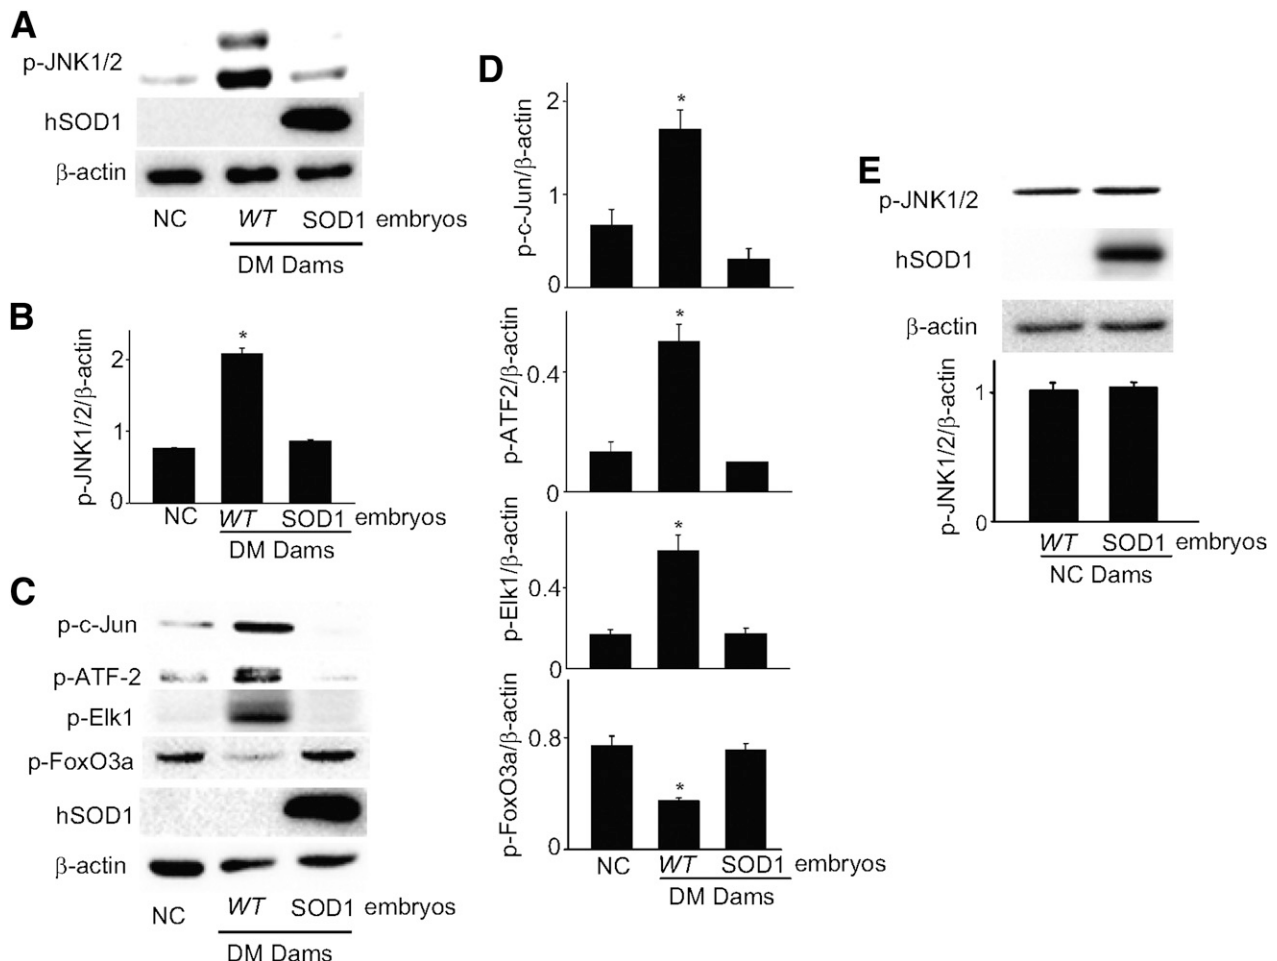 A
p-JNK1/2
hSOD1
β-actin
NC WT SOD1 embryos
DM Dams
B
p-JNK1/2/β-actin
2
1
0
*
NC WT SOD1 embryos
DM Dams
C
p-c-Jun
p-ATF-2
p-Elk1
p-FoxO3a
hSOD1
β-actin
NC WT SOD1 embryos
DM Dams
D
p-c-Jun/β-actin
2
1
0
*
p-ATF2/β-actin
0.4
0
*
p-Elk1/β-actin
0.4
0
*
p-FoxO3a/β-actin
0.8
0
*
NC WT SOD1 embryos
DM Dams
E
p-JNK1/2
hSOD1
β-actin
p-JNK1/2/β-actin
1
0
WT SOD1 embryos
NC Dams